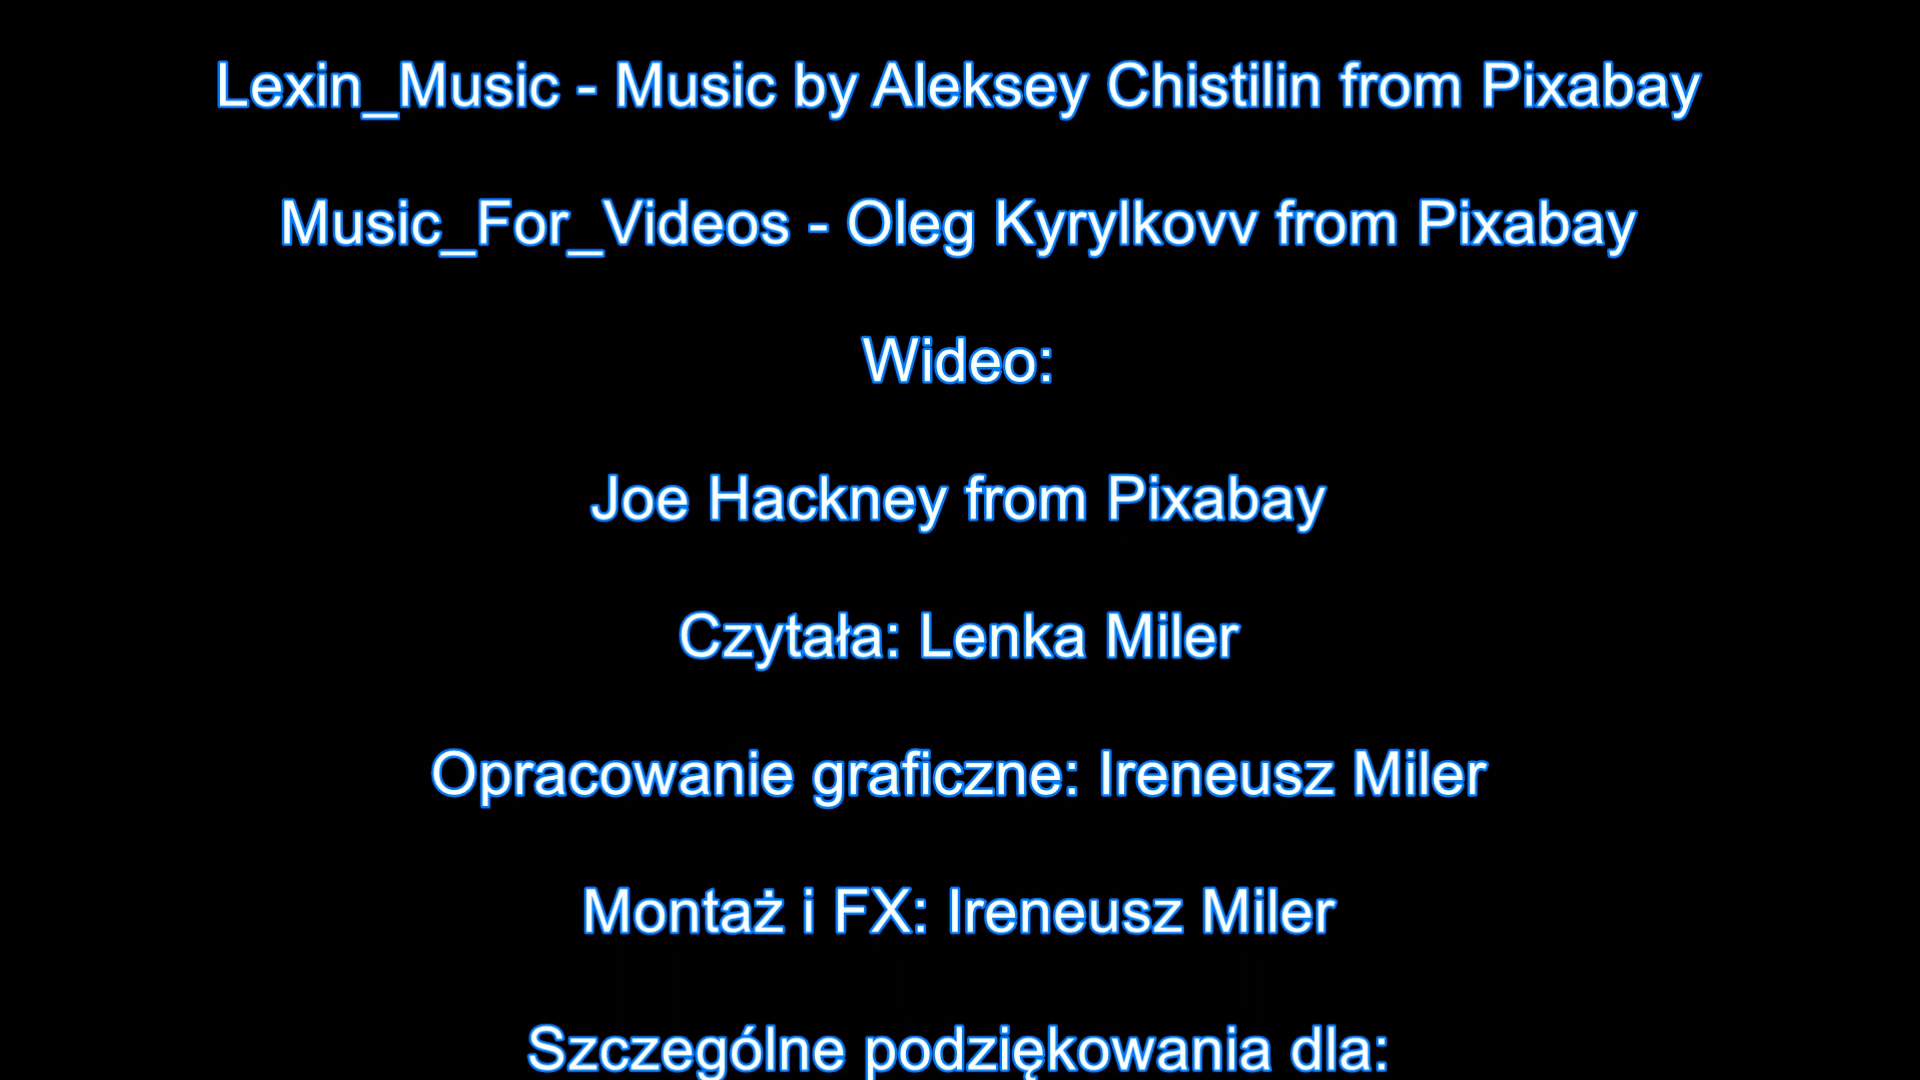 Lexin_Music - Music by Aleksey Chistilin from Pixabay
Music_For_Videos - Oleg Kyrylkovv from Pixabay
Wideo:
Joe Hackney from Pixabay
Czytała: Lenka Miler
Opracowanie graficzne: Ireneusz Miler
Montaż i FX: Ireneusz Miler
Szczególne podziękowania dla: